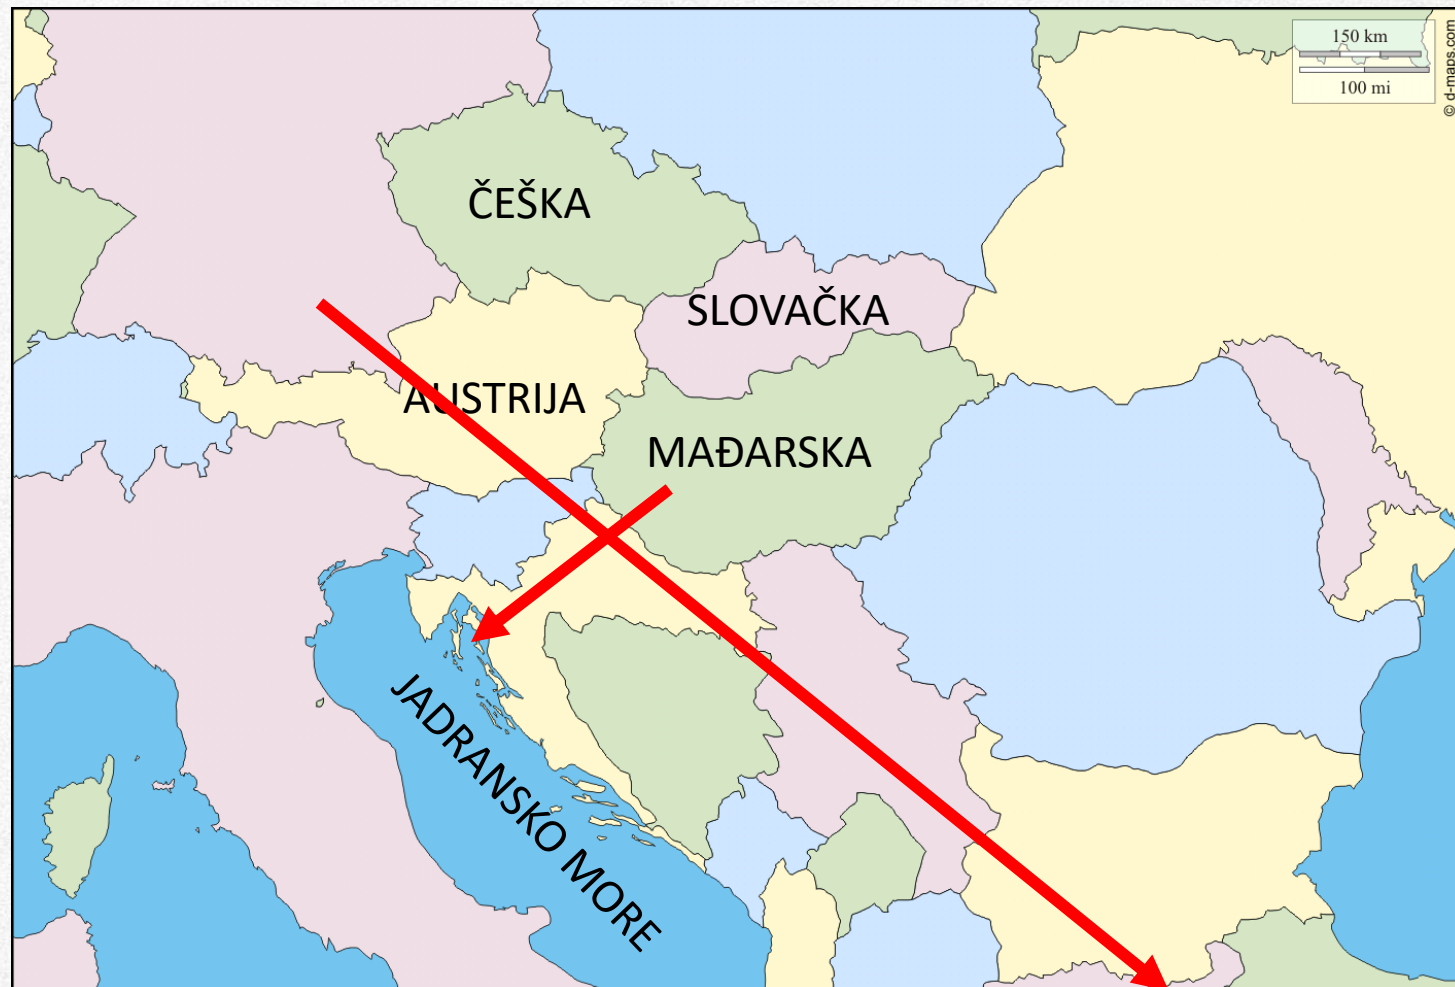 150 km
100 mi
© d-maps.com
ČEŠKA
SLOVAČKA
AUSTRIJA
MAĐARSKA
JADRANSKO MORE